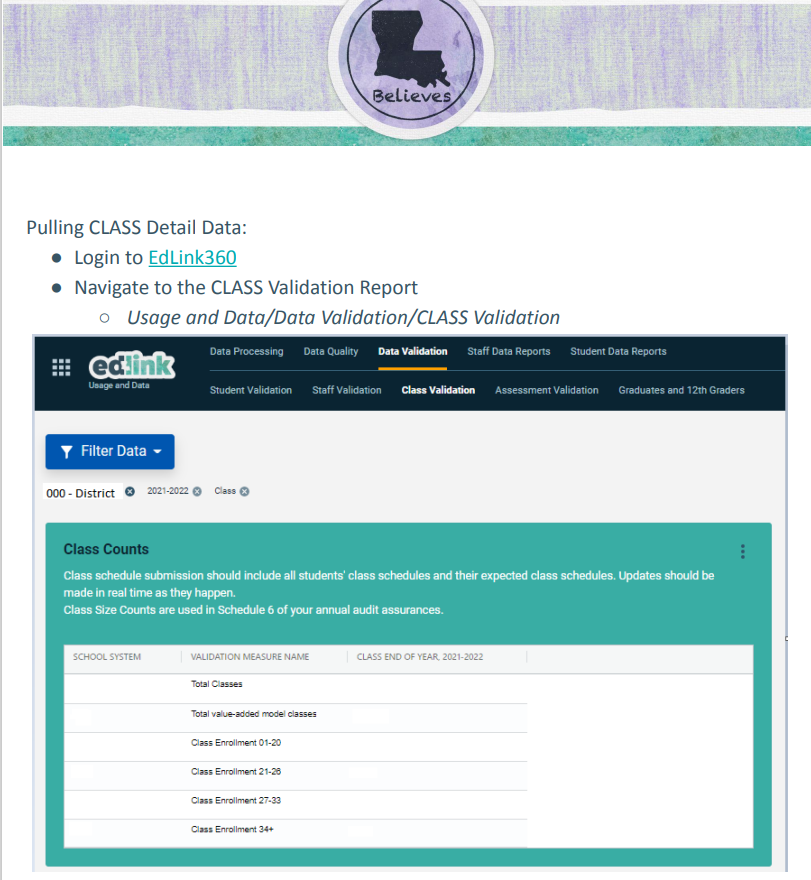 Believes
Pulling CLASS Detail Data:
● Login to EdLink360
● Navigate to the CLASS Validation Report
○ Usage and Data/Data Validation/CLASS Validation
ed:link
Usage and Data
Data Processing Data Quality Data Validation Staff Data Reports Student Data Reports
Student Validation Staff Validation Class Validation Assessment Validation Graduates and 12th Graders
Filter Data
000 - District 2021-2022 Class
Class Counts
Class schedule submission should include all students' class schedules and their expected class schedules. Updates should be
made in real time as they happen.
Class Size Counts are used in Schedule 6 of your annual audit assurances.
SCHOOL SYSTEM VALIDATION MEASURE NAME CLASS END OF YEAR, 2021-2022
Total Classes
Total value-added model classes
Class Enrollment 01-20
Class Enrollment 21-26
Class Enrollment 27-33
Class Enrollment 34+